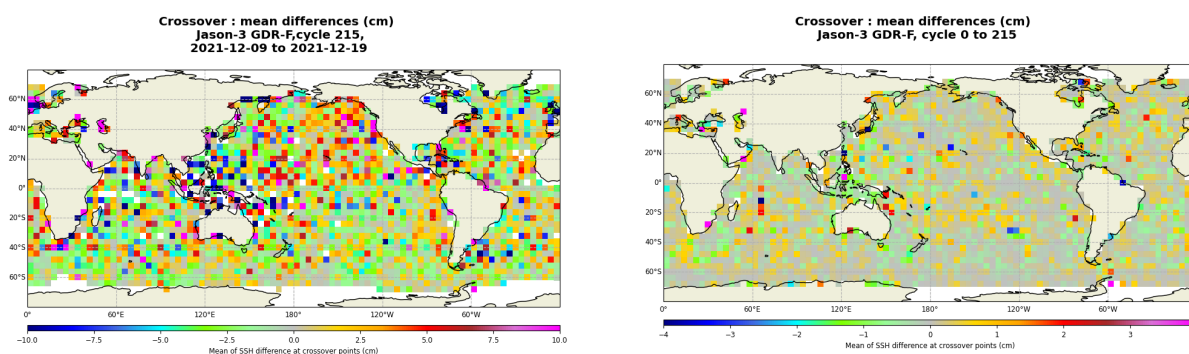 Crossover : mean differences (cm)
Jason-3 GDR-F,cycle 215,
2021-12-09 to 2021-12-19
60°N
40°N
20°N
0°
20°S
40°S
60°S
0°
60°E
120°E
180°
120°W
60°W
0°
−10.0
−7.5
−5.0
−2.5
0.0
2.5
5.0
7.5
10.0
Mean of SSH difference at crossover points (cm)
Crossover : mean differences (cm)
Jason-3 GDR-F, cycle 0 to 215
60°N
40°N
20°N
0°
20°S
40°S
60°S
0°
60°E
120°E
180°
120°W
60°W
−4
−3
−2
−1
0
1
2
3
Mean of SSH difference at crossover points (cm)